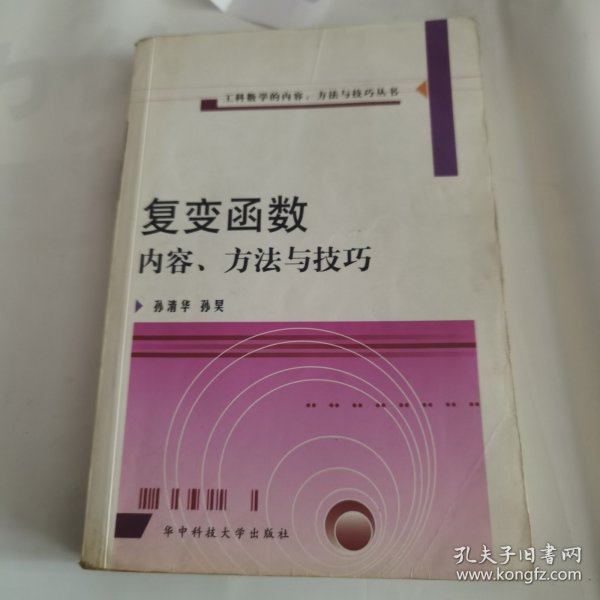 工科数学的内容、方法与技巧丛书
复变函数
内容、方法与技巧
孙清华 孙昊
华中科技大学出版社
孔夫子旧书网
www.kongfz.com